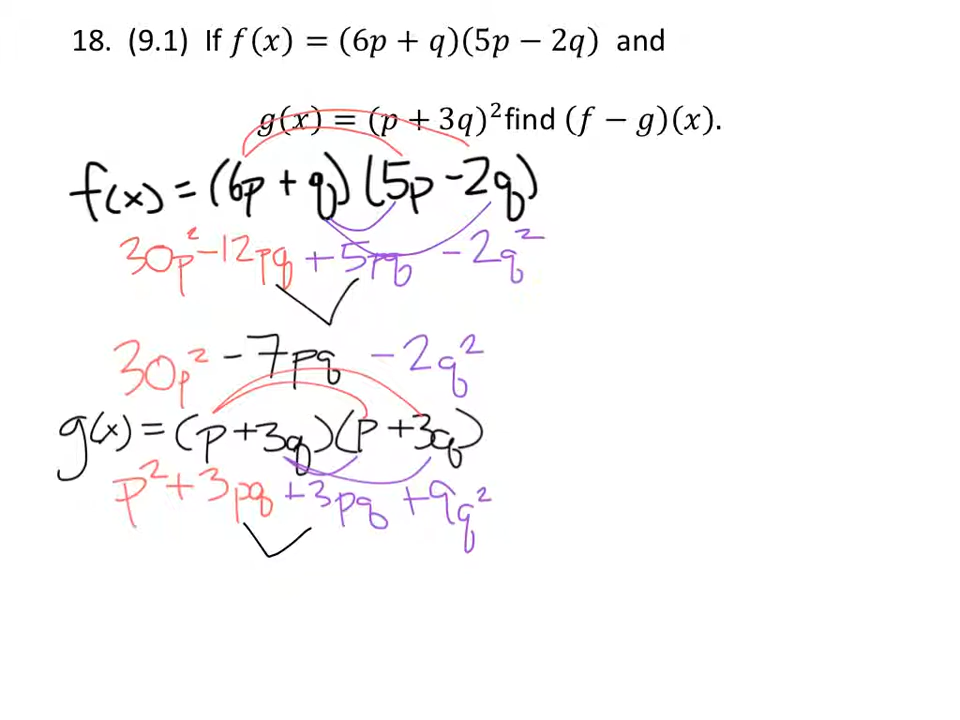 18. (9.1) If f(x) = (6p + q)(5p − 2q) and
g(x) = (p + 3q)² find (f − g)(x).
f(x) = (6p + q)(5p - 2q)
30p² - 12pq + 5pq - 2q²
30p² - 7pq - 2q²
g(x) = (p + 3q)(p + 3q)
p² + 3pq + 3pq + 9q²